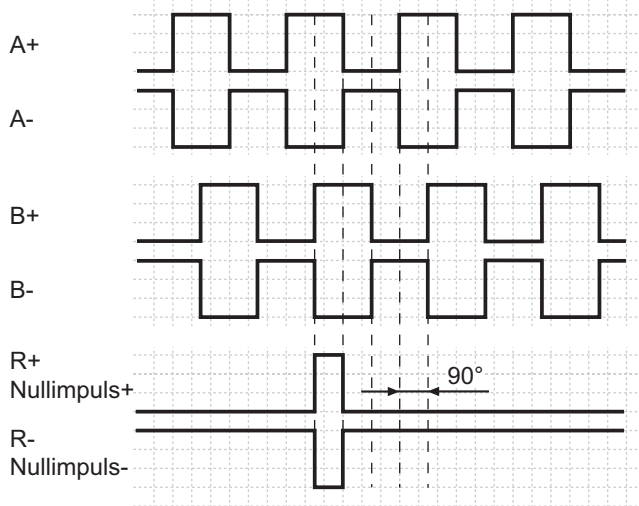 A+
A-
B+
B-
R+
Nullimpuls+
90°
R-
Nullimpuls-